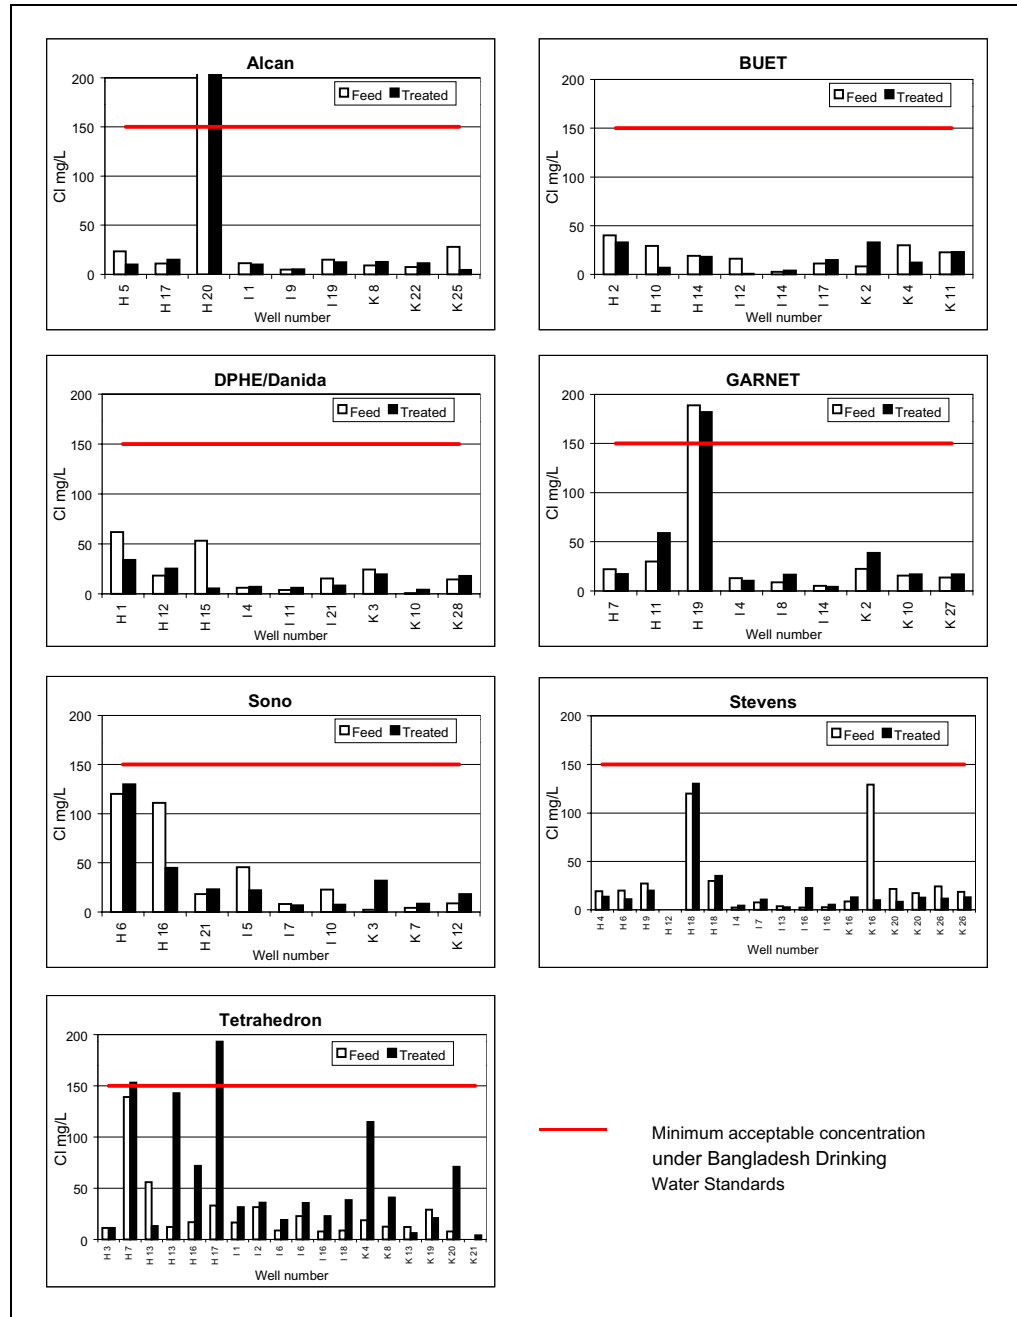 Alcan
Feed Treated
200
150
100
50
0
Cl mg/L
H 5 H 17 H 20 I 1 I 9 I 19 K 8 K 22 K 25
Well number
BUET
Feed Treated
200
150
100
50
0
Cl mg/L
H 2 H 10 H 14 I 12 I 14 I 17 K 2 K 4 K 11
Well number
DPHE/Danida
Feed Treated
200
150
100
50
0
Cl mg/L
H 1 H 12 H 15 I 4 I 11 I 21 K 3 K 10 K 28
Well number
GARNET
Feed Treated
200
150
100
50
0
Cl mg/L
H 7 H 11 H 19 I 4 I 8 I 14 K 2 K 10 K 27
Well number
Sono
Feed Treated
200
150
100
50
0
Cl mg/L
H 6 H 16 H 21 I 5 I 7 I 10 K 3 K 7 K 12
Well number
Stevens
Feed Treated
200
150
100
50
0
Cl mg/L
H 4 H 6 H 9 H 12 H 18 H 18 I 4 I 7 I 13 I 16 I 16 K 16 K 16 K 20 K 20 K 26 K 26
Well number
Tetrahedron
Feed Treated
200
150
100
50
0
Cl mg/L
H 3 H 7 H 13 H 13 H 16 H 17 I 1 I 2 I 6 I 6 I 16 I 18 K 4 K 8 K 13 K 19 K 20 K 21
Well number
Minimum acceptable concentration
under Bangladesh Drinking
Water Standards